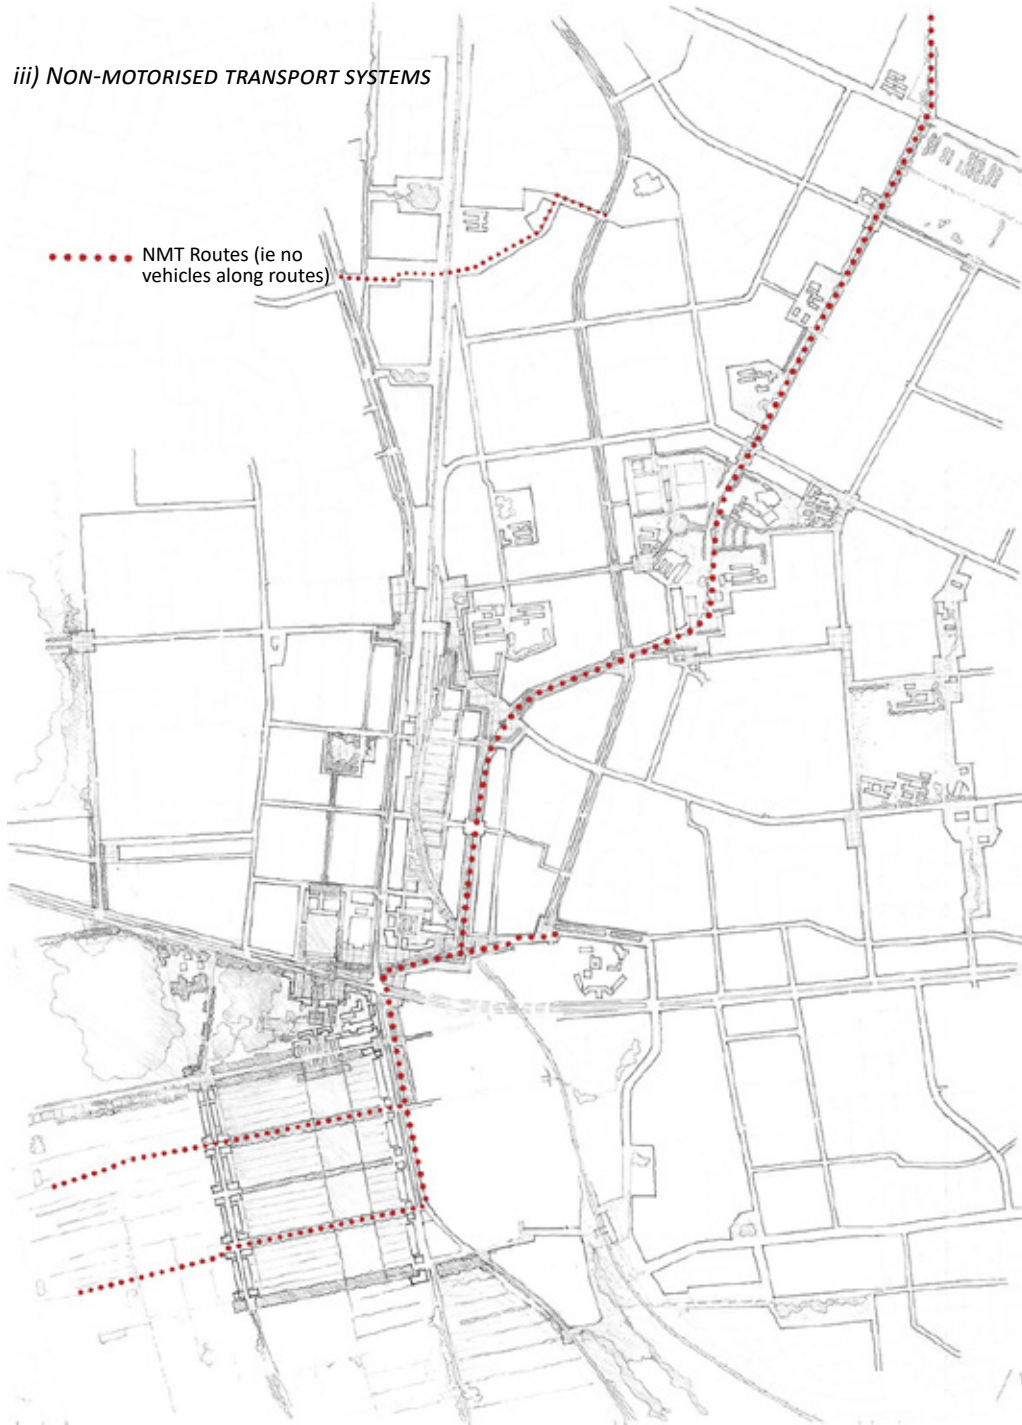 iii) Non-motorised transport systems
NMT Routes (ie no
vehicles along routes)